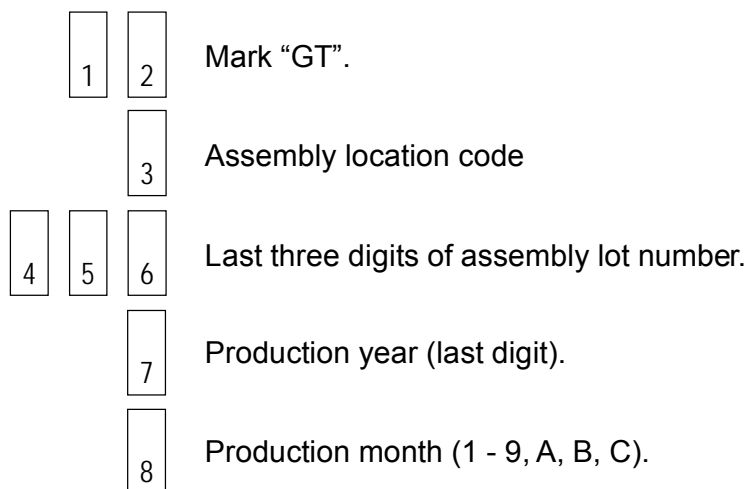 1 2 Mark “GT”.
3 Assembly location code
4 5 6 Last three digits of assembly lot number.
7 Production year (last digit).
8 Production month (1 - 9, A, B, C).